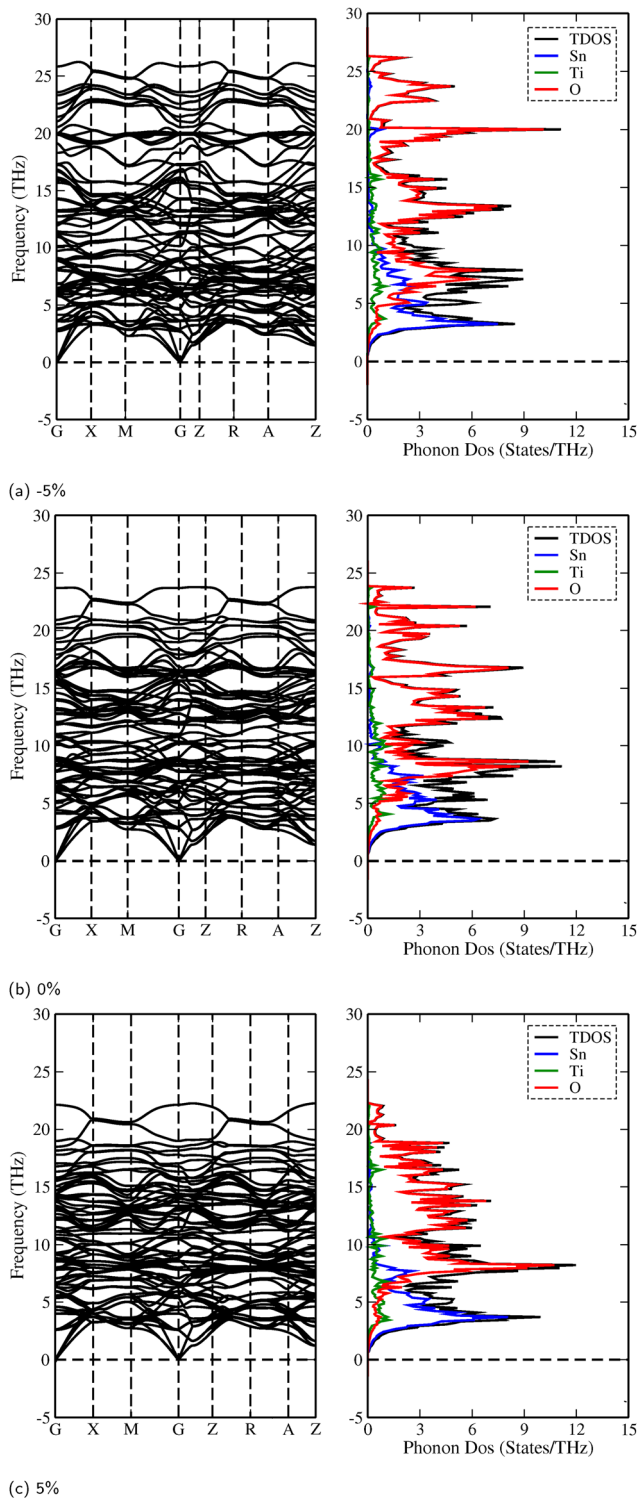 30
25
20
15
10
5
0
-5
Frequency (THz)
G X M G Z R A Z
30
25
20
15
10
5
0
-5
TDOS
Sn
Ti
O
0 3 6 9 12 15
Phonon Dos (States/THz)
(a) -5%
30
25
20
15
10
5
0
-5
Frequency (THz)
G X M G Z R A Z
30
25
20
15
10
5
0
-5
TDOS
Sn
Ti
O
0 3 6 9 12 15
Phonon Dos (States/THz)
(b) 0%
30
25
20
15
10
5
0
-5
Frequency (THz)
G X M G Z R A Z
30
25
20
15
10
5
0
-5
TDOS
Sn
Ti
O
0 3 6 9 12 15
Phonon Dos (States/THz)
(c) 5%